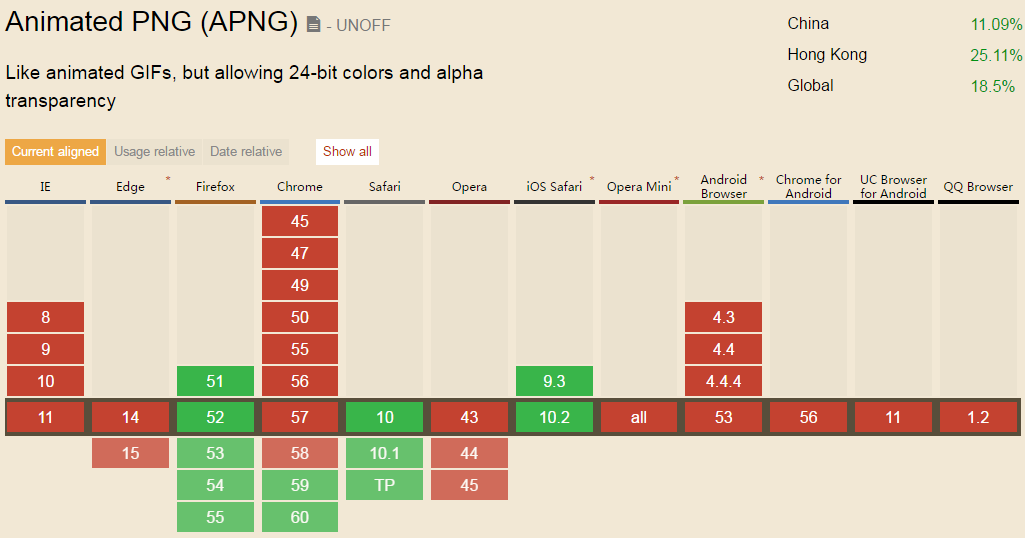 Animated PNG (APNG) - UNOFF
Like animated GIFs, but allowing 24-bit colors and alpha
transparency
China 11.09%
Hong Kong 25.11%
Global 18.5%
Current aligned Usage relative Date relative Show all
IE Edge * Firefox Chrome Safari Opera iOS Safari * Opera Mini * Android Browser * Chrome for Android UC Browser for Android QQ Browser
45
47
49
8 50 4.3
9 55 4.4
10 51 56 9.3 4.4.4
11 14 52 57 10 43 10.2 all 53 56 11 1.2
15 53 58 10.1 44
54 59 TP 45
55 60